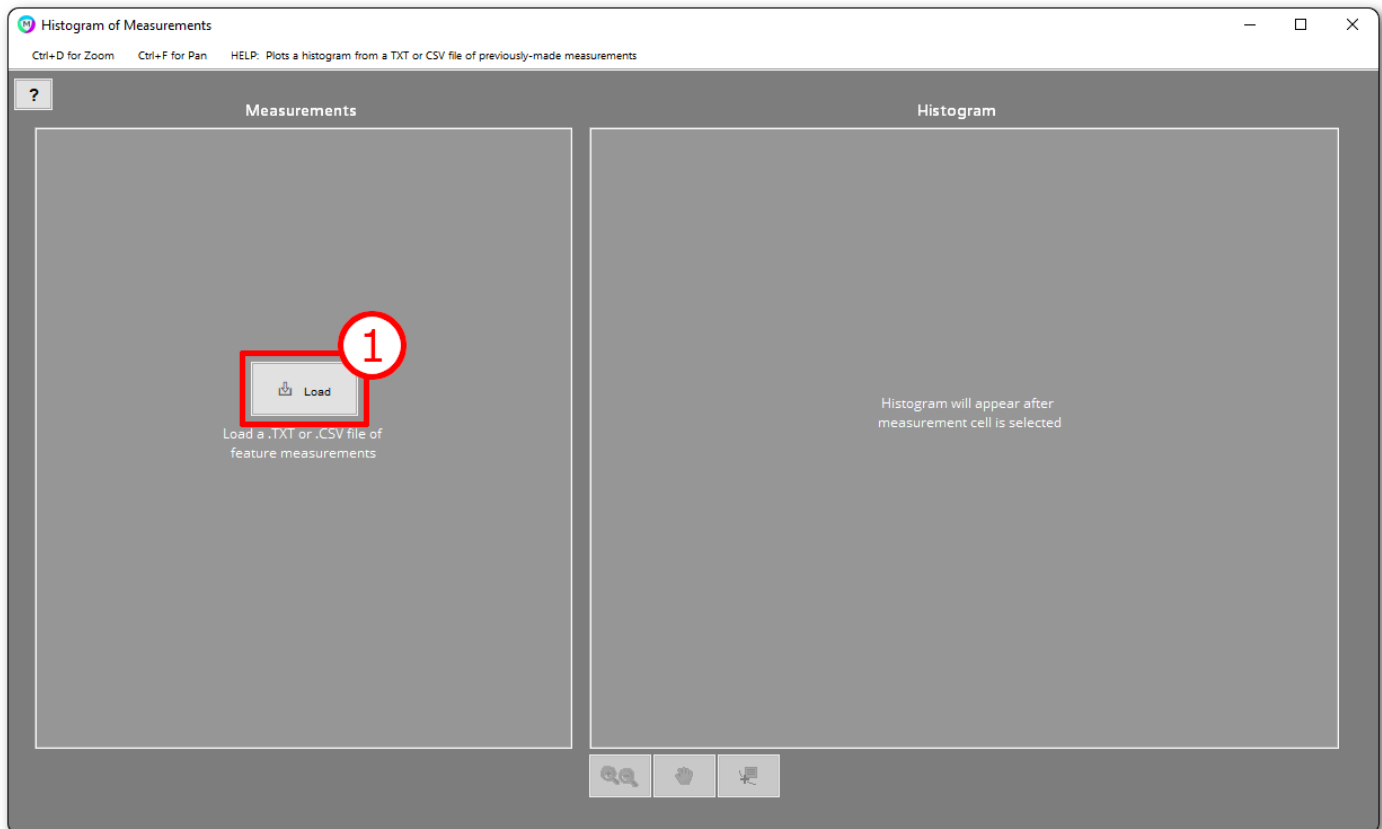 Histogram of Measurements
Ctrl+D for Zoom Ctrl+F for Pan HELP: Plots a histogram from a TXT or CSV file of previously-made measurements
?
Measurements
Histogram
1
Load
Load a .TXT or .CSV file of
feature measurements
Histogram will appear after
measurement cell is selected